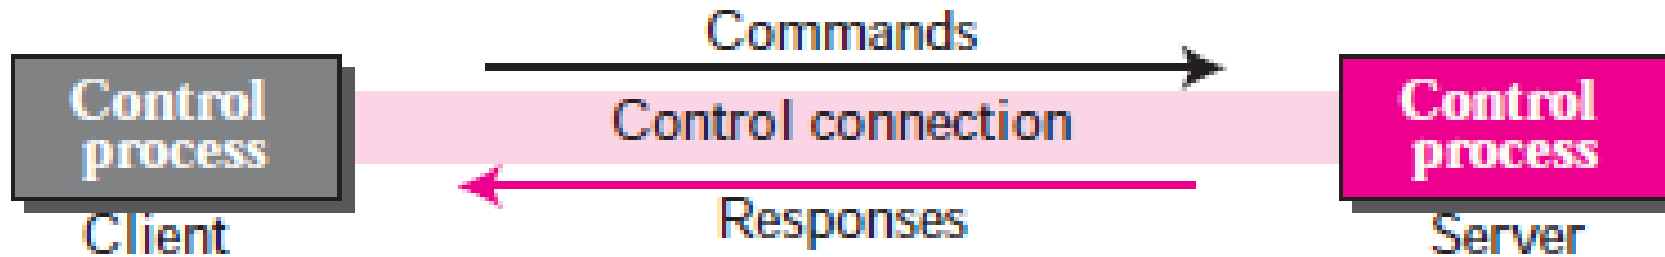 Commands
Control
process
Control connection
Control
process
Responses
Client
Server